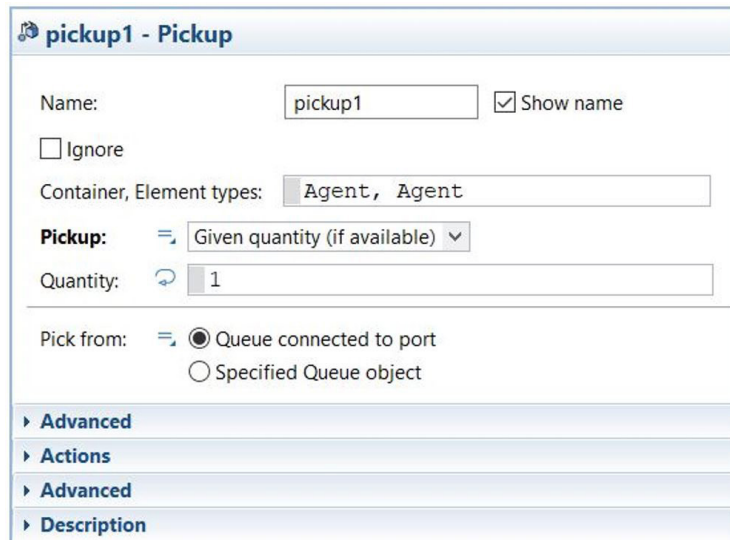 pickup1 - Pickup
Name: pickup1 Show name
Ignore
Container, Element types: Agent, Agent
Pickup: Given quantity (if available)
Quantity: 1
Pick from: Queue connected to port
Specified Queue object
Advanced
Actions
Advanced
Description